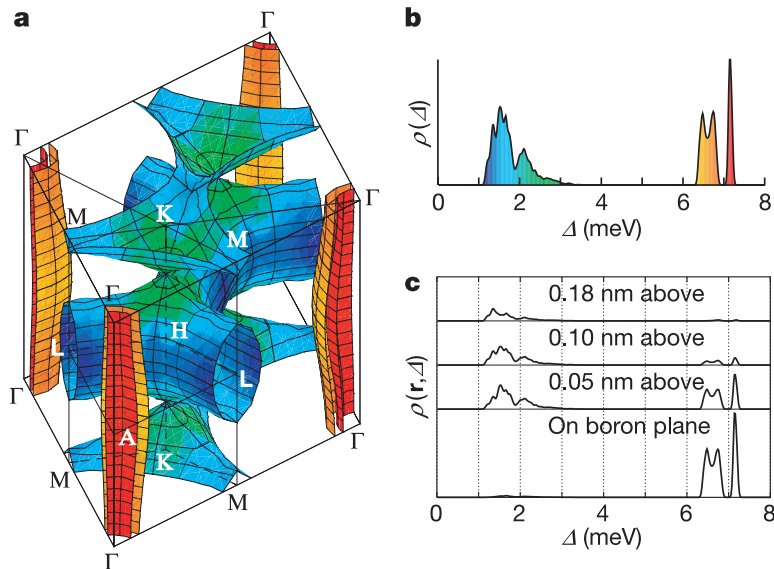 a
Γ
Γ
M
K
M
Γ
Γ
H
L
L
Γ
A
K
M
M
Γ
Γ
b
ρ(Δ)
0 2 4 6 8
Δ (meV)
c
0.18 nm above
0.10 nm above
0.05 nm above
On boron plane
ρ(r,Δ)
0 2 4 6 8
Δ (meV)